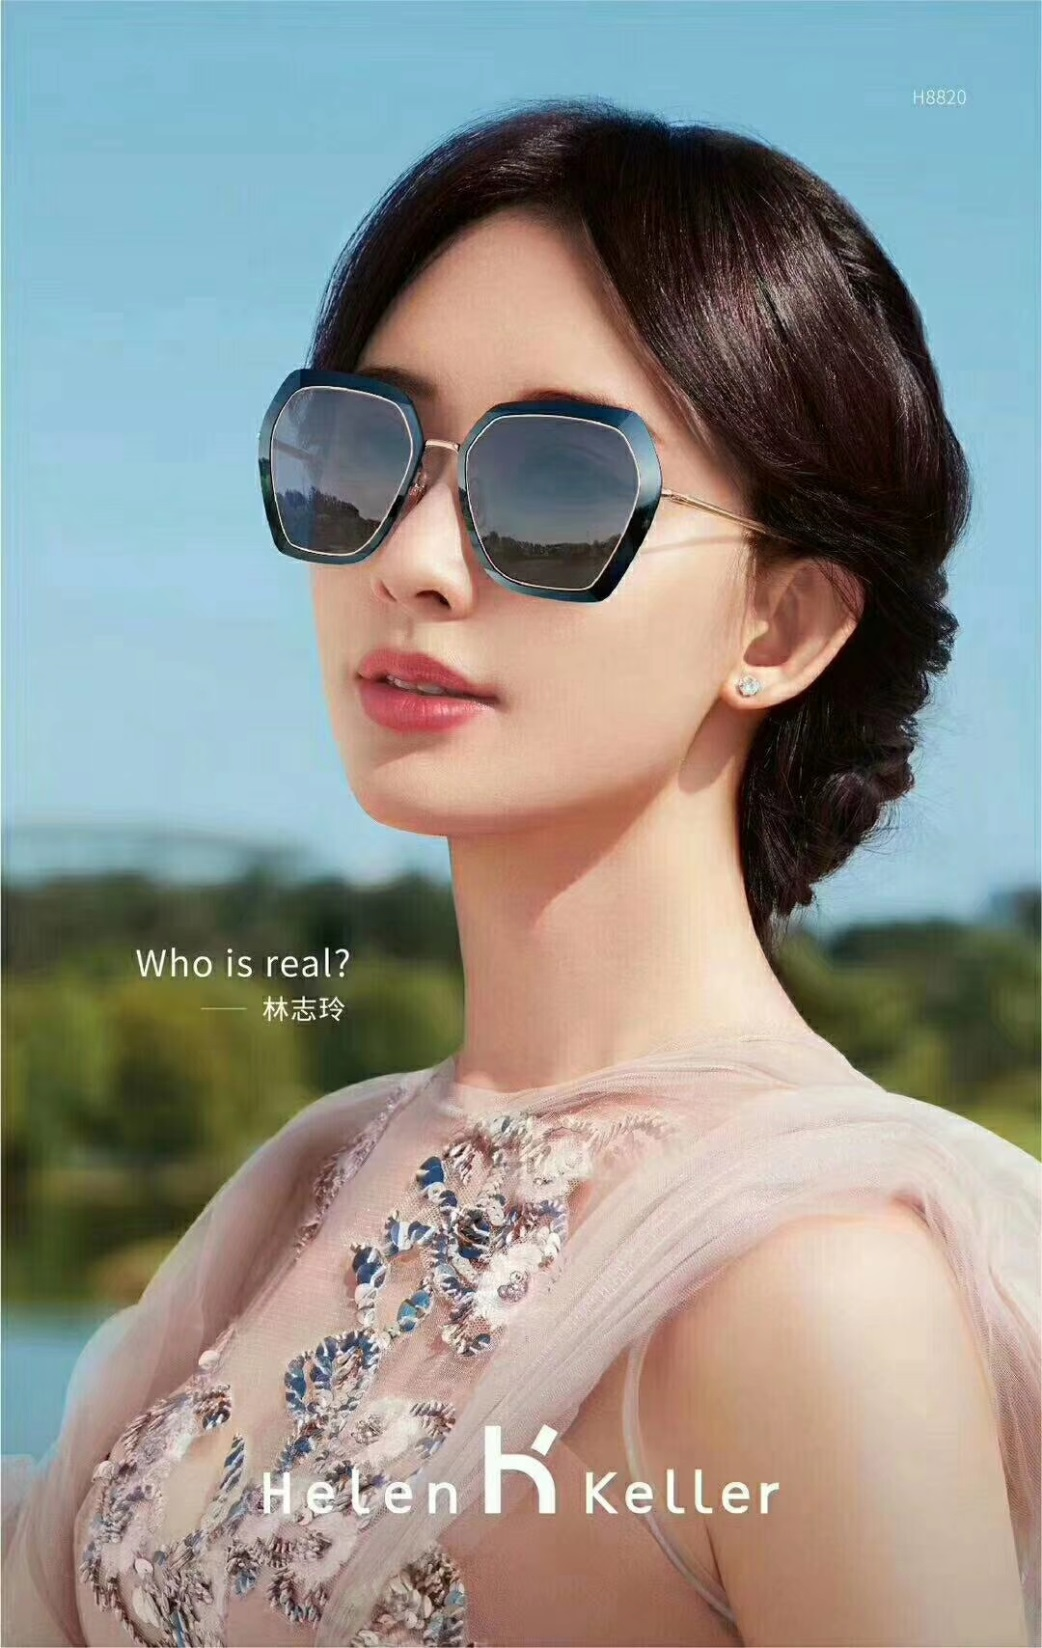 H8820
Who is real?
—— 林志玲
Helen Keller